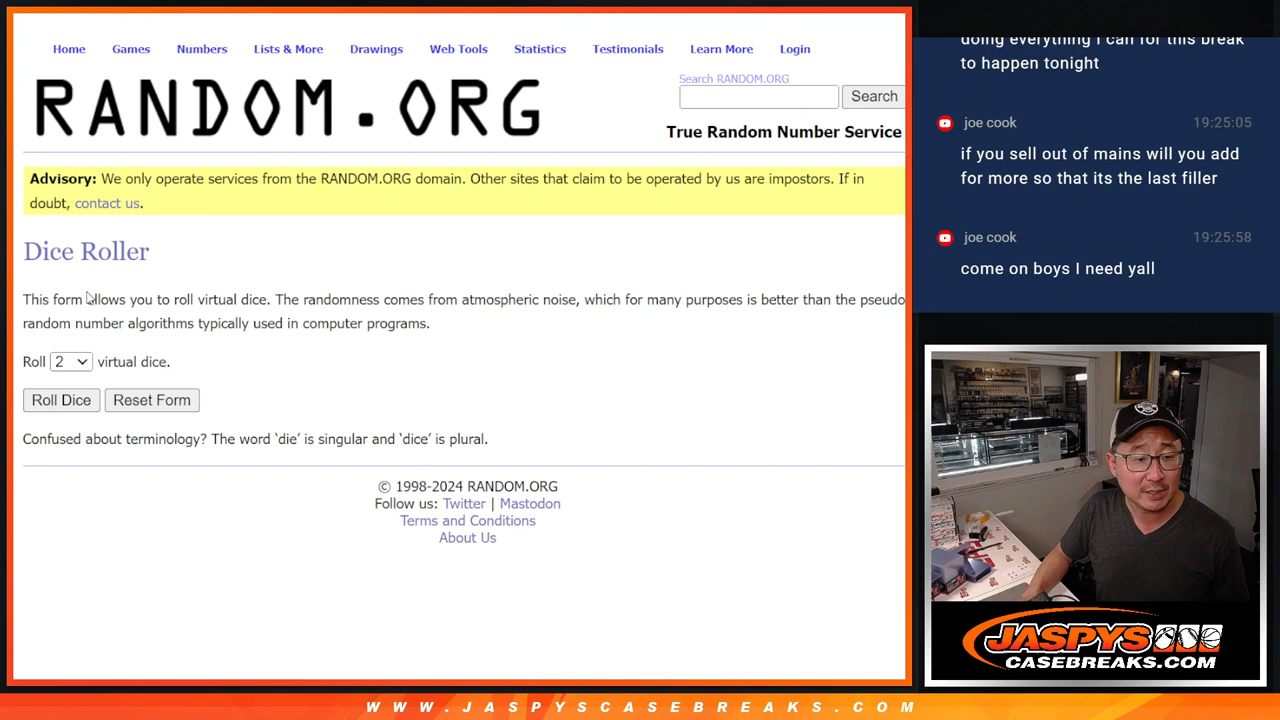 Home Games Numbers Lists & More Drawings Web Tools Statistics Testimonials Learn More Login
RANDOM.ORG
Search RANDOM.ORG
Search
True Random Number Service
Advisory: We only operate services from the RANDOM.ORG domain. Other sites that claim to be operated by us are impostors. If in
doubt, contact us.
Dice Roller
This form allows you to roll virtual dice. The randomness comes from atmospheric noise, which for many purposes is better than the pseudo
random number algorithms typically used in computer programs.
Roll 2 virtual dice.
Roll Dice Reset Form
Confused about terminology? The word ‘die’ is singular and ‘dice’ is plural.
© 1998-2024 RANDOM.ORG
Follow us: Twitter | Mastodon
Terms and Conditions
About Us
doing everything I can for this break
to happen tonight
joe cook 19:25:05
if you sell out of mains will you add
for more so that its the last filler
joe cook 19:25:58
come on boys I need yall
JASPYS
CASEBREAKS.COM
WWW.JASPYSCASEBREAKS.COM